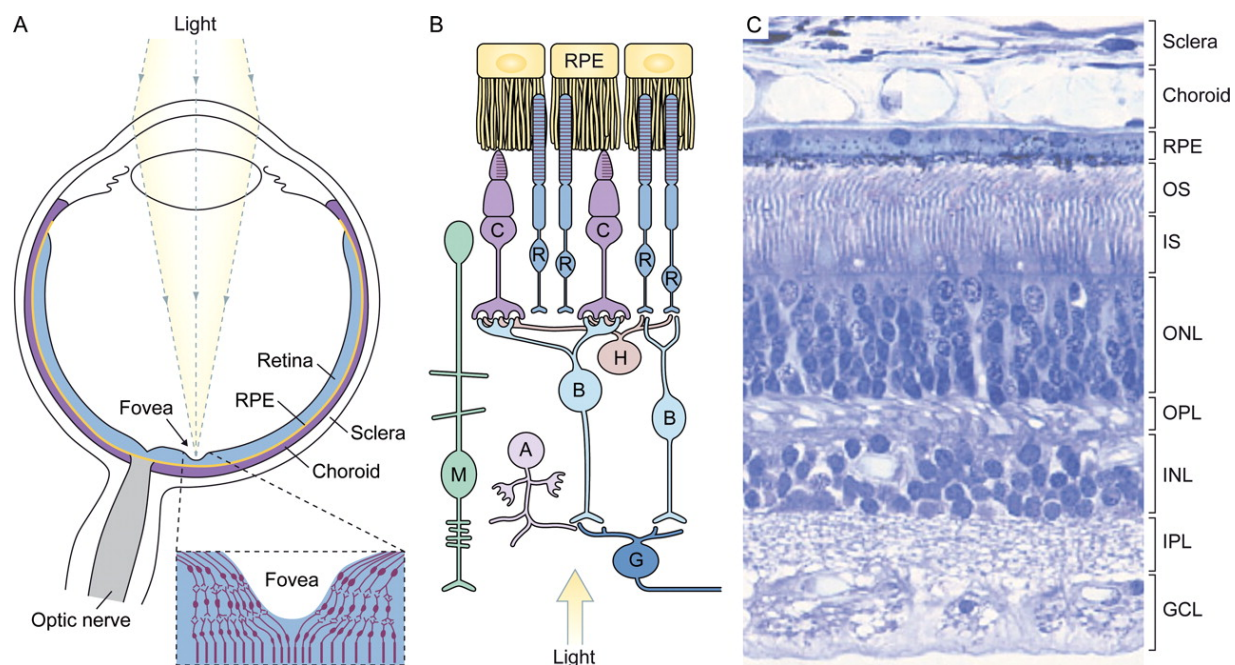 A
Light
Retina
RPE
Fovea
Sclera
Choroid
Optic nerve
Fovea
B
RPE
C
C
R
R
R
R
H
B
B
M
A
G
Light
C
Sclera
Choroid
RPE
OS
IS
ONL
OPL
INL
IPL
GCL